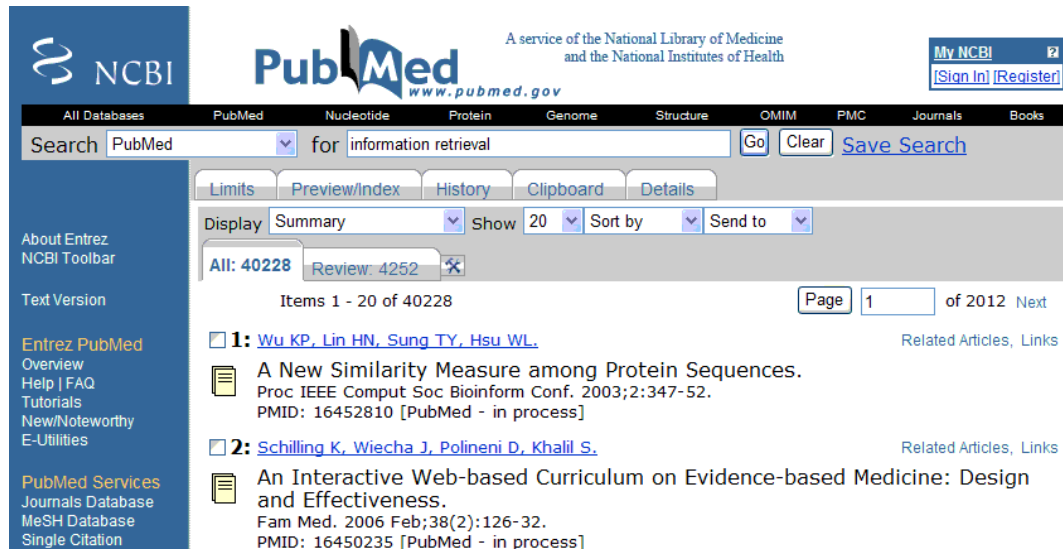 NCBI
PubMed
www.pubmed.gov
A service of the National Library of Medicine
and the National Institutes of Health
My NCBI ?
[Sign In] [Register]
All Databases PubMed Nucleotide Protein Genome Structure OMIM PMC Journals Books
Search PubMed for information retrieval Go Clear Save Search
Limits Preview/Index History Clipboard Details
Display Summary Show 20 Sort by Send to
All: 40228 Review: 4252
Items 1 - 20 of 40228 Page 1 of 2012 Next
About Entrez
NCBI Toolbar
Text Version
Entrez PubMed
Overview
Help | FAQ
Tutorials
New/Noteworthy
E-Utilities
PubMed Services
Journals Database
MeSH Database
Single Citation
1: Wu KP, Lin HN, Sung TY, Hsu WL. Related Articles, Links
A New Similarity Measure among Protein Sequences.
Proc IEEE Comput Soc Bioinform Conf. 2003;2:347-52.
PMID: 16452810 [PubMed - in process]
2: Schilling K, Wiecha J, Polineni D, Khalil S. Related Articles, Links
An Interactive Web-based Curriculum on Evidence-based Medicine: Design
and Effectiveness.
Fam Med. 2006 Feb;38(2):126-32.
PMID: 16450235 [PubMed - in process]